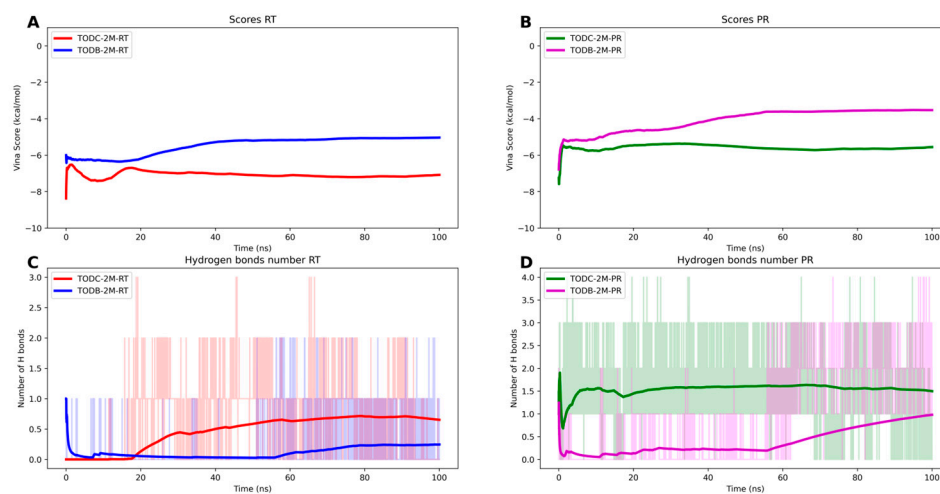 A
Scores RT
TODC-2M-RT
TODB-2M-RT
Vina Score (kcal/mol)
0
−2
−4
−6
−8
−10
0 20 40 60 80 100
Time (ns)
B
Scores PR
TODC-2M-PR
TODB-2M-PR
Vina Score (kcal/mol)
0
−2
−4
−6
−8
−10
0 20 40 60 80 100
Time (ns)
C
Hydrogen bonds number RT
TODC-2M-RT
TODB-2M-RT
Number of H bonds
3.0
2.5
2.0
1.5
1.0
0.5
0.0
0 20 40 60 80 100
Time (ns)
D
Hydrogen bonds number PR
TODC-2M-PR
TODB-2M-PR
Number of H bonds
4.0
3.5
3.0
2.5
2.0
1.5
1.0
0.5
0.0
0 20 40 60 80 100
Time (ns)